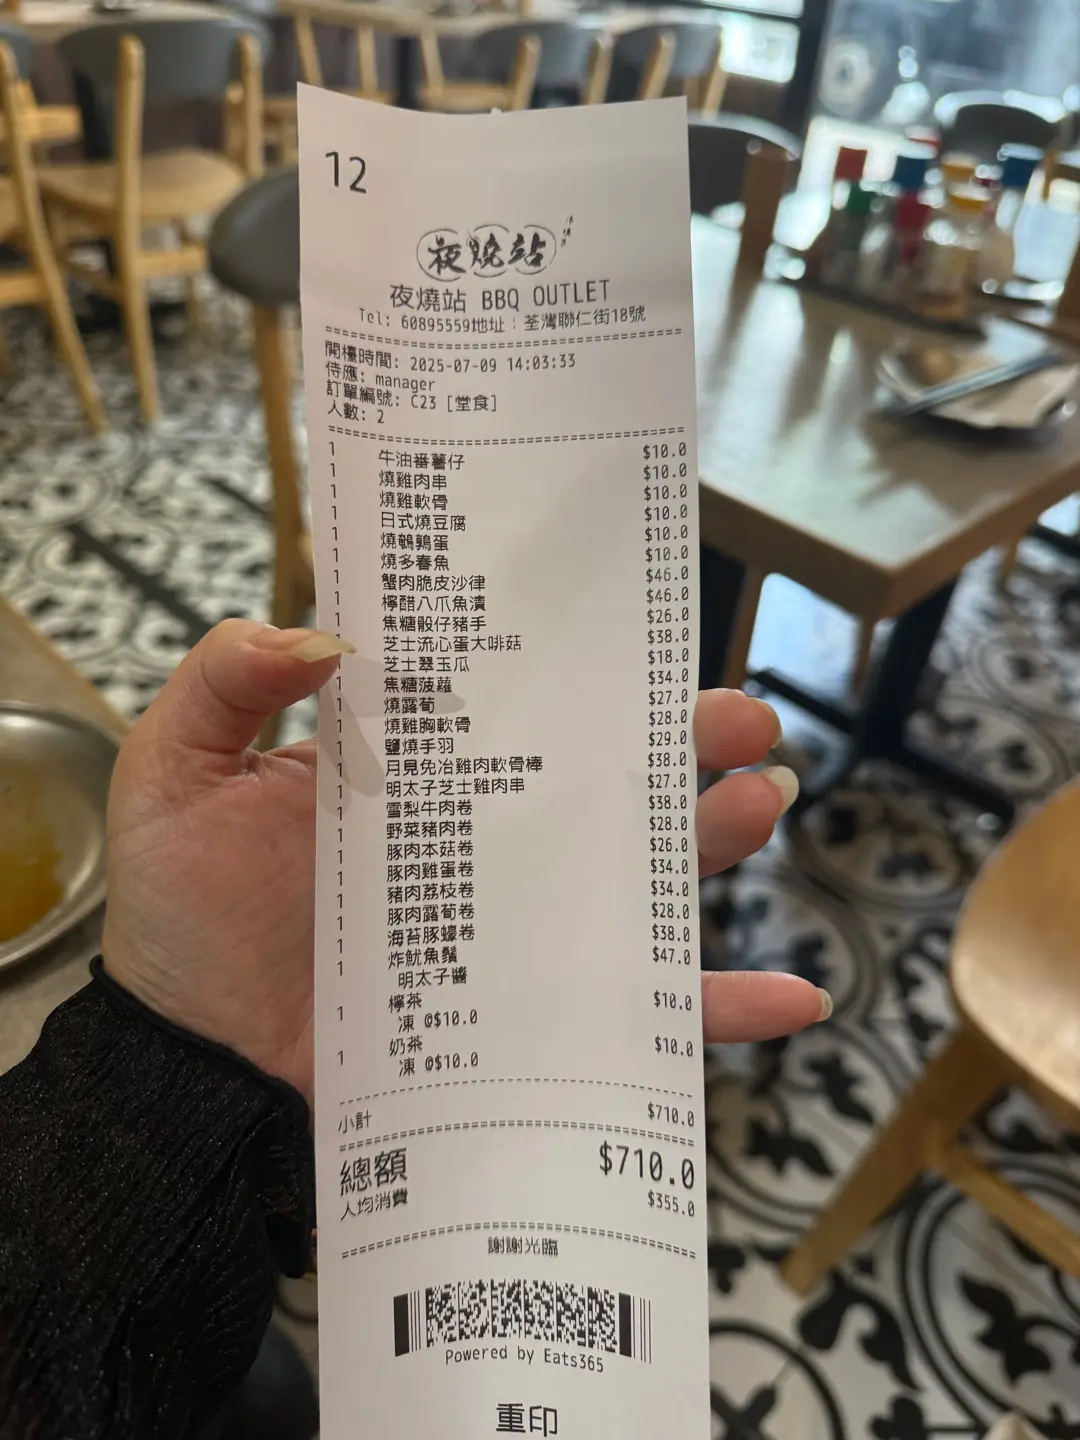 12
夜燒站
夜燒站 BBQ OUTLET
Tel: 60895559地址：荃灣聯仁街18號
開檯時間: 2025-07-09 14:03:33
侍應: manager
訂單編號: C23 [堂食]
人數: 2
1 牛油番薯仔 $10.0
1 燒雞肉串 $10.0
1 燒雞軟骨 $10.0
1 日式燒豆腐 $10.0
1 燒鵪鶉蛋 $10.0
1 燒多春魚 $10.0
1 蟹肉脆皮沙律 $46.0
1 檸醋八爪魚漬 $46.0
1 焦糖骰仔豬手 $26.0
1 芝士流心蛋大啡菇 $38.0
1 芝士翠玉瓜 $18.0
1 焦糖菠蘿 $34.0
1 燒露荀 $27.0
1 燒雞胸軟骨 $28.0
1 鹽燒手羽 $29.0
1 月見免冶雞肉軟骨棒 $38.0
1 明太子芝士雞肉串 $27.0
1 雪梨牛肉卷 $38.0
1 野菜豬肉卷 $28.0
1 豚肉本菇卷 $26.0
1 豚肉雞蛋卷 $34.0
1 豬肉荔枝卷 $34.0
1 豚肉露荀卷 $28.0
1 海苔豚蠔卷 $38.0
1 炸魷魚鬚 $47.0
明太子醬
1 檸茶 $10.0
凍 @$10.0
1 奶茶 $10.0
凍 @$10.0
小計 $710.0
總額 $710.0
人均消費 $355.0
謝謝光臨
Powered by Eats365
重印